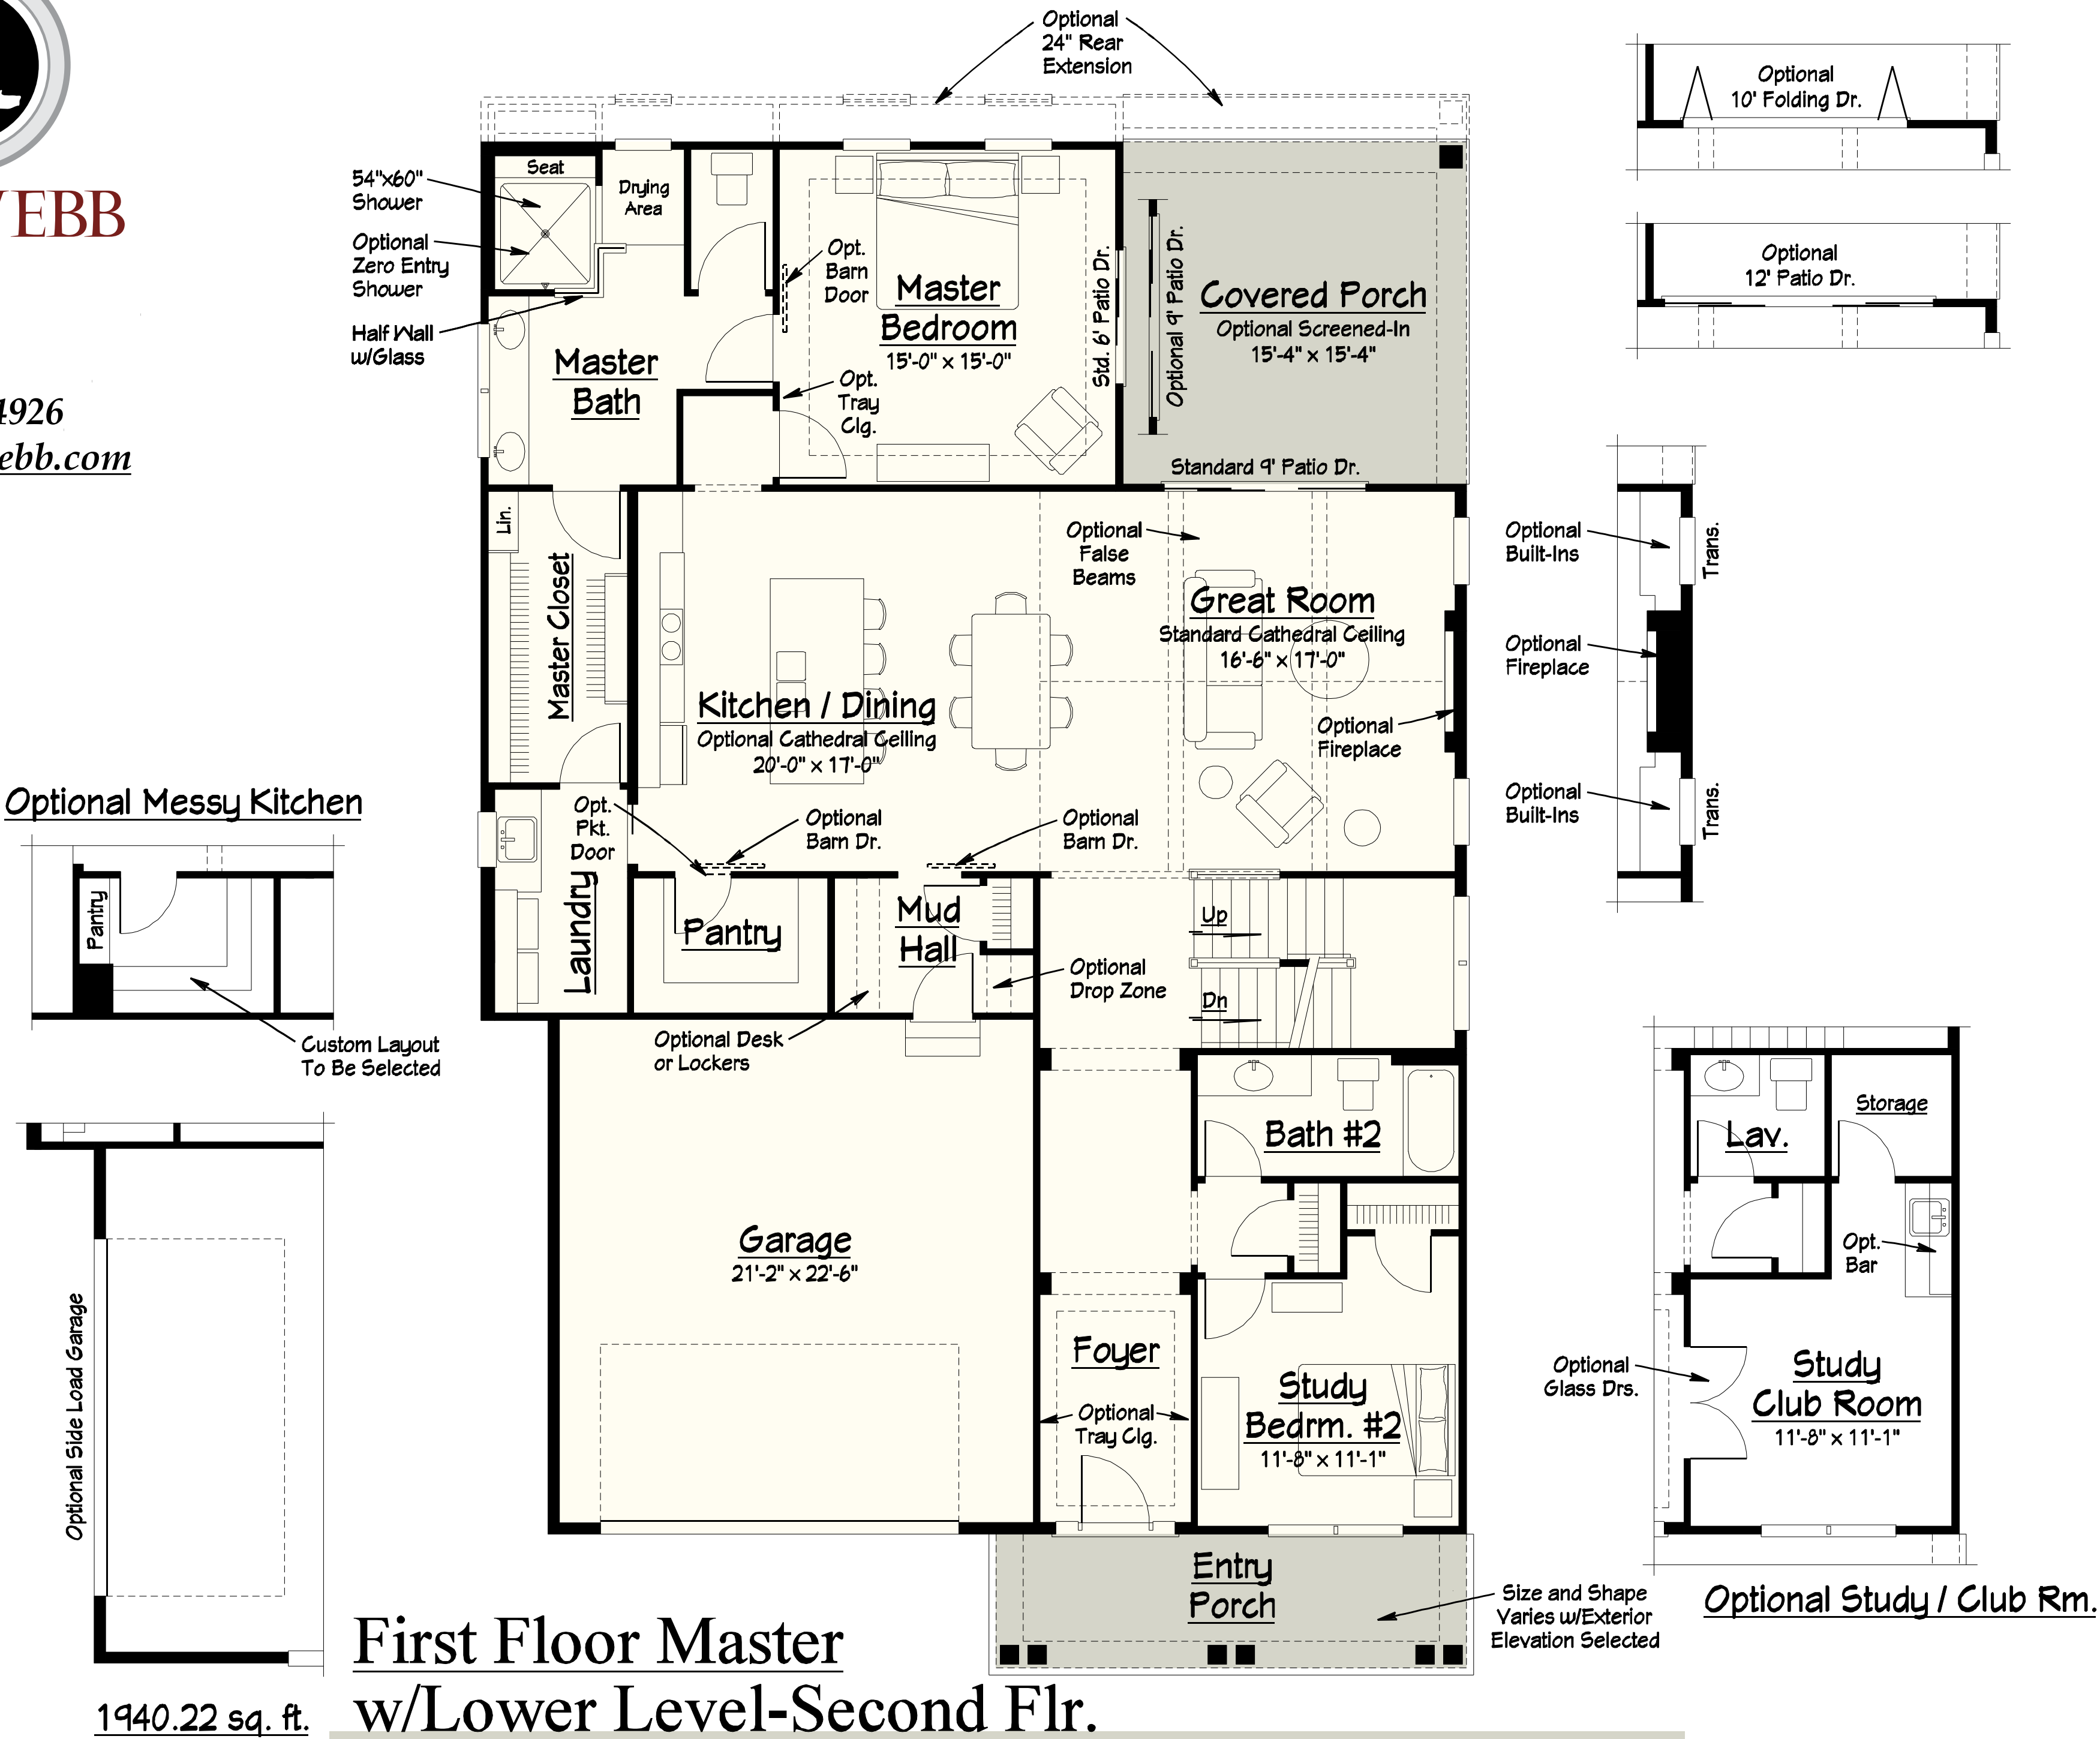 Optional
24" Rear
Extension
Optional
10' Folding Dr.
Optional
12' Patio Dr.
EBB
4926
ebb.com
54"x60"
Shower
Optional
Zero Entry
Shower
Half Wall
w/Glass
Seat
Drying
Area
Opt.
Barn
Door
Master
Bedroom
15'-0" x 15'-0"
Std. 6' Patio Dr.
Optional 9' Patio Dr.
Covered Porch
Optional Screened-In
15'-4" x 15'-4"
Standard 9' Patio Dr.
Master
Bath
Opt.
Tray
Clg.
Lin.
Master Closet
Optional
False
Beams
Great Room
Standard Cathedral Ceiling
16'-6" x 17'-0"
Optional
Fireplace
Kitchen / Dining
Optional Cathedral Ceiling
20'-0" x 17'-0"
Optional
Built-Ins
Trans.
Optional
Fireplace
Optional
Built-Ins
Trans.
Optional Messy Kitchen
Pantry
Custom Layout
To Be Selected
Opt.
Pkt.
Door
Optional
Barn Dr.
Optional
Barn Dr.
Laundry
Pantry
Mud
Hall
Optional
Drop Zone
Up
Dn
Optional Desk
or Lockers
Bath #2
Garage
21'-2" x 22'-6"
Foyer
Optional
Tray Clg.
Study
Bedrm. #2
11'-8" x 11'-1"
Lav.
Storage
Opt.
Bar
Optional
Glass Drs.
Study
Club Room
11'-8" x 11'-1"
Optional Side Load Garage
Entry
Porch
Size and Shape
Varies w/Exterior
Elevation Selected
Optional Study / Club Rm.
First Floor Master
w/Lower Level-Second Flr.
1940.22 sq. ft.